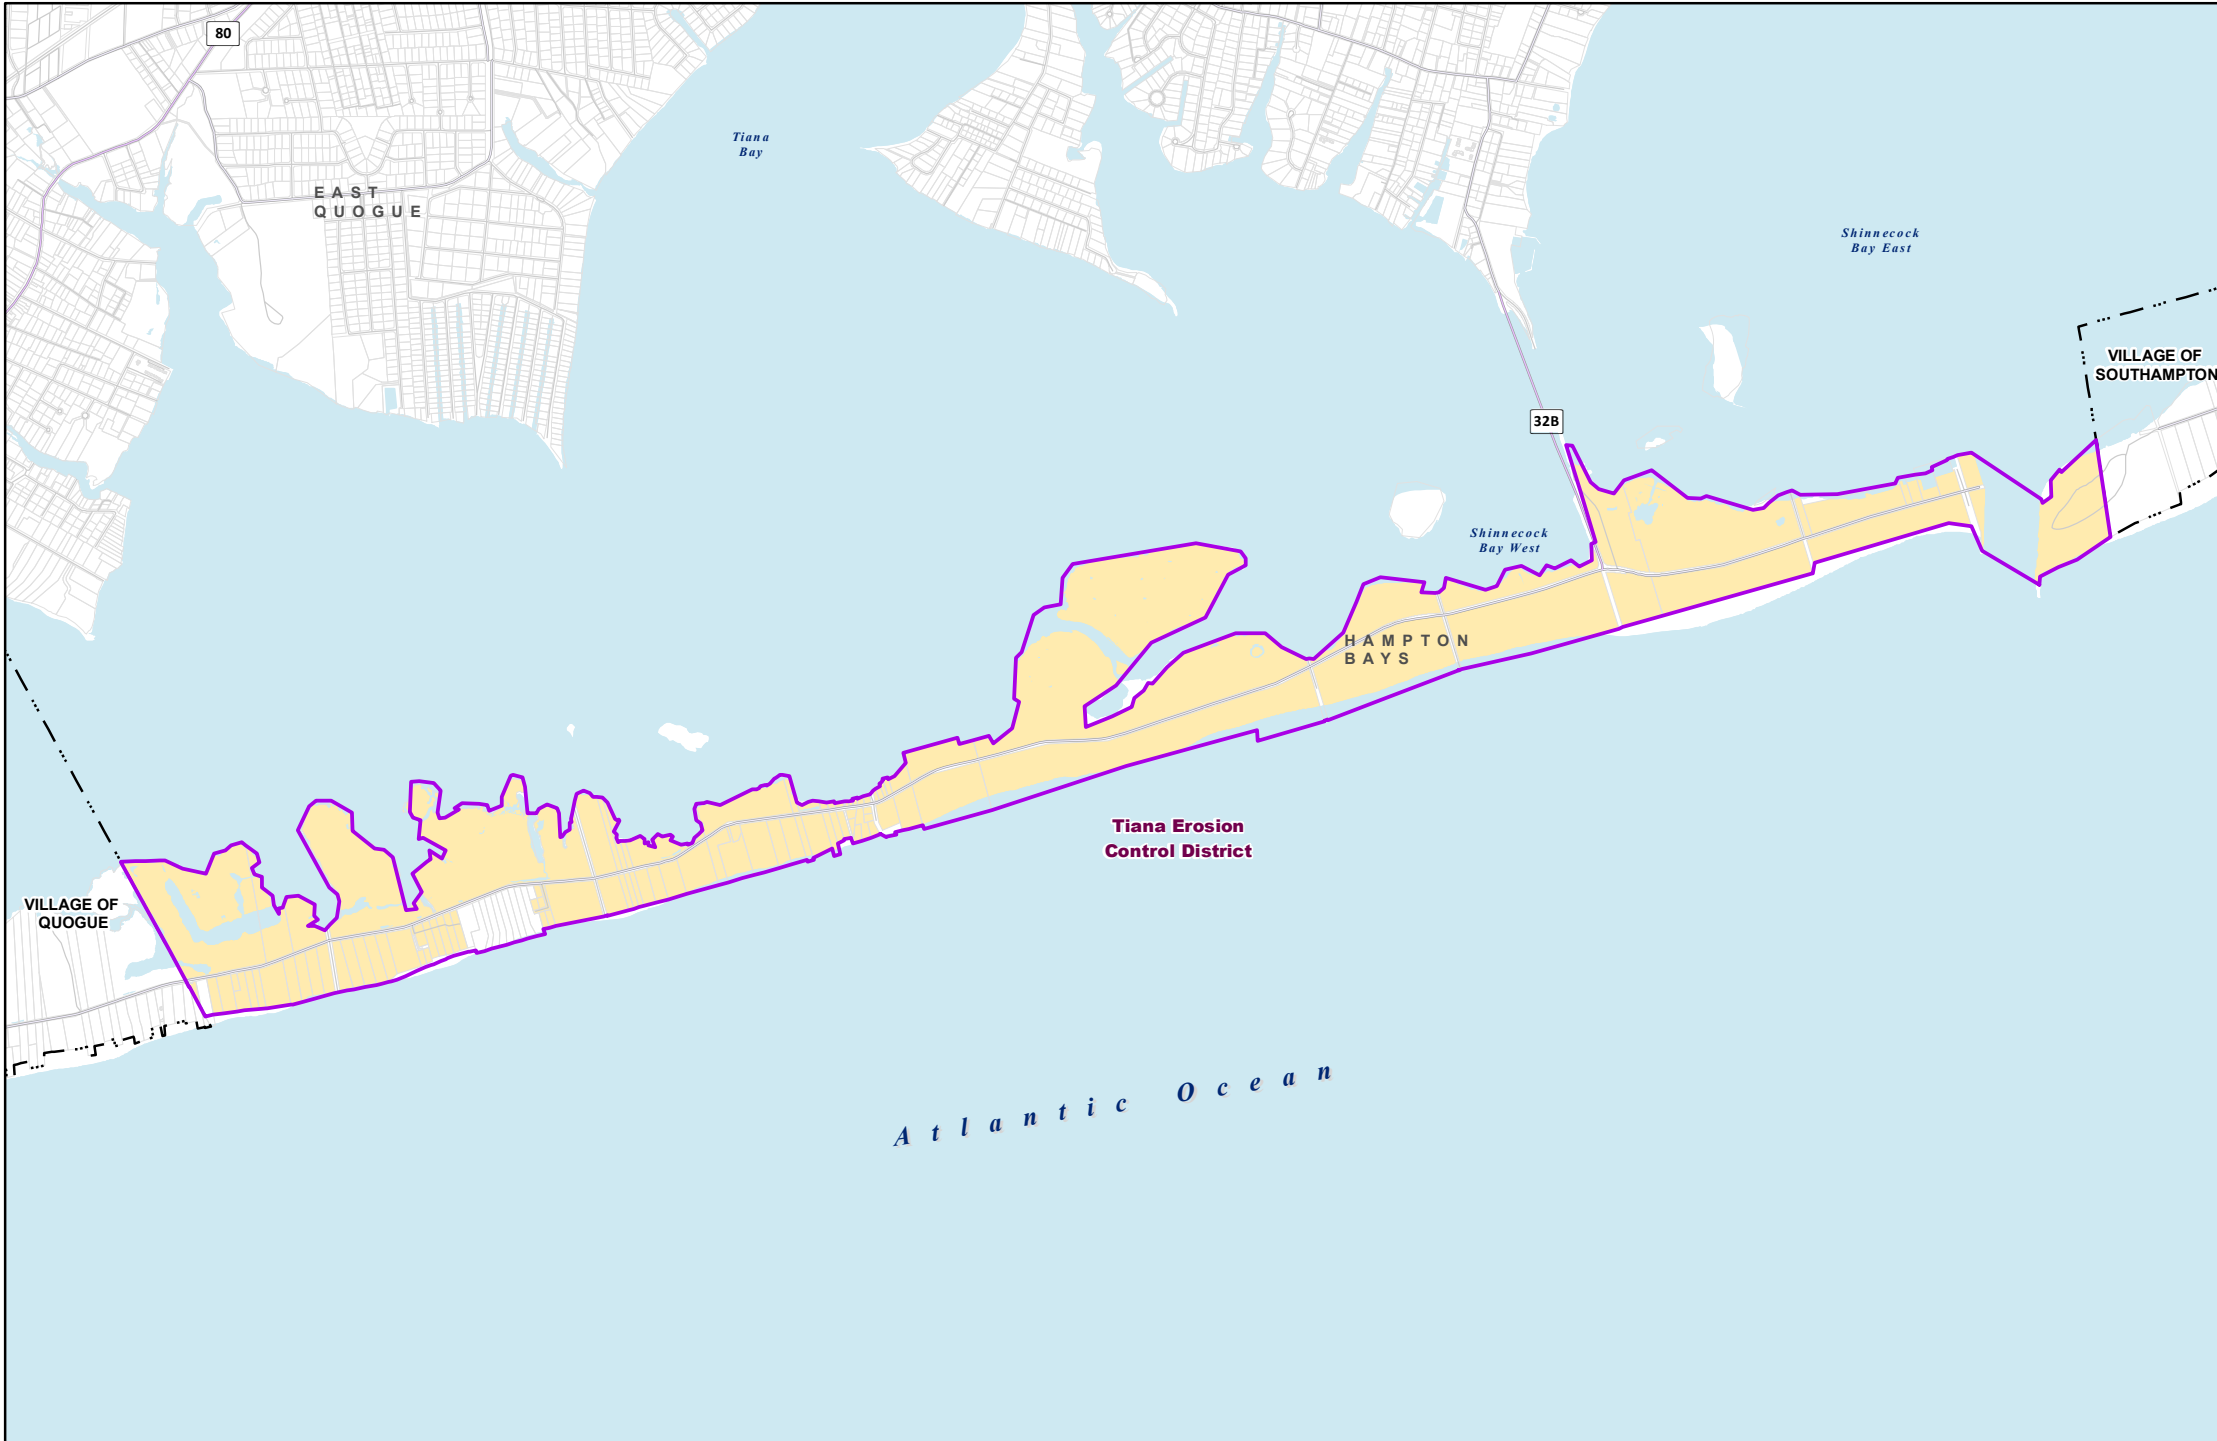 80
Tiana
Bay
EAST
QUOGUE
Shinnecock
Bay East
VILLAGE OF
SOUTHAMPTON
32B
Shinnecock
Bay West
HAMPTON
BAYS
Tiana Erosion
Control District
VILLAGE OF
QUOGUE
Atlantic Ocean